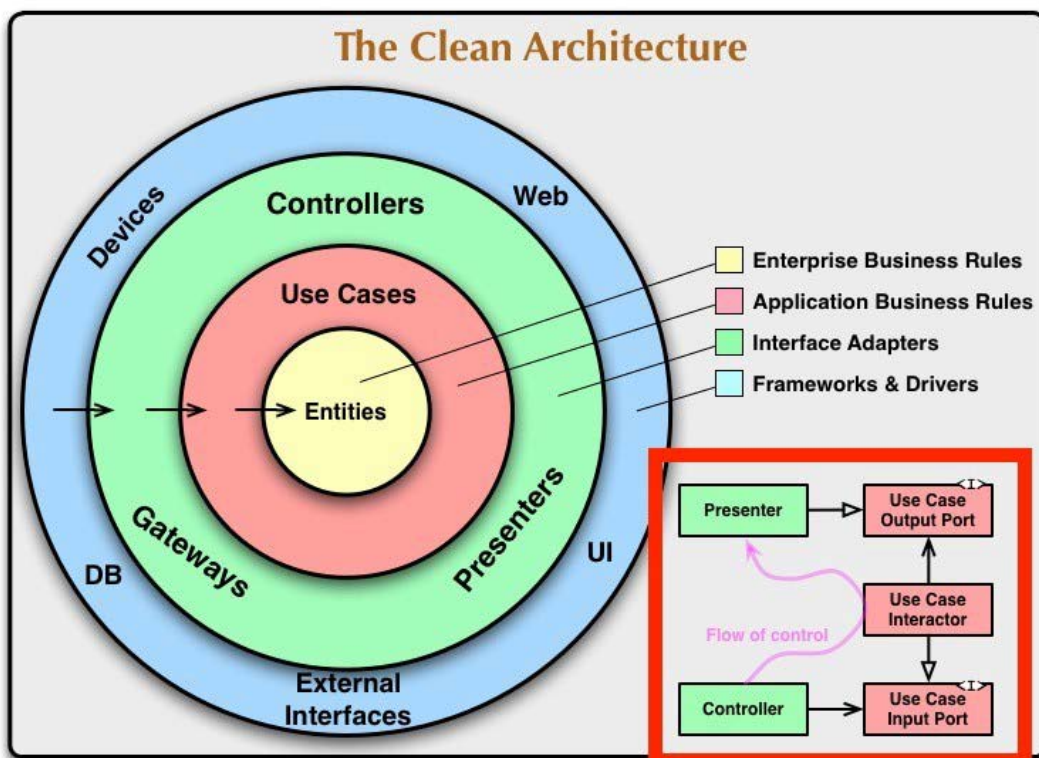 The Clean Architecture
Devices
Web
Controllers
Use Cases
Entities
Gateways
Presenters
DB
UI
External
Interfaces
Enterprise Business Rules
Application Business Rules
Interface Adapters
Frameworks & Drivers
Presenter
<I>
Use Case
Output Port
Use Case
Interactor
Flow of control
Controller
<I>
Use Case
Input Port